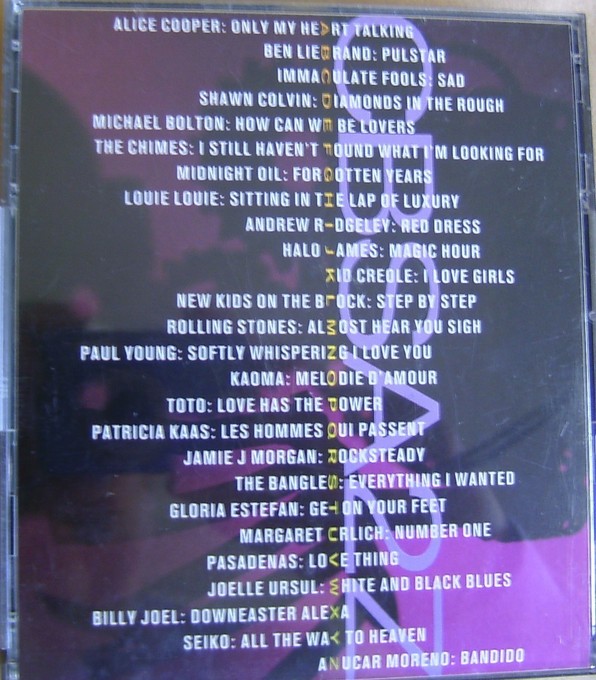 ALICE COOPER: ONLY MY HEART TALKING
BEN LIEBRAND: PULSTAR
IMMACULATE FOOLS: SAD
SHAWN COLVIN: DIAMONDS IN THE ROUGH
MICHAEL BOLTON: HOW CAN WE BE LOVERS
THE CHIMES: I STILL HAVEN'T FOUND WHAT I'M LOOKING FOR
MIDNIGHT OIL: FORGOTTEN YEARS
LOUIE LOUIE: SITTING IN THE LAP OF LUXURY
ANDREW RIDGELEY: RED DRESS
HALO JAMES: MAGIC HOUR
KID CREOLE: I LOVE GIRLS
NEW KIDS ON THE BLOCK: STEP BY STEP
ROLLING STONES: ALMOST HEAR YOU SIGH
PAUL YOUNG: SOFTLY WHISPERING I LOVE YOU
KAOMA: MELODIE D'AMOUR
TOTO: LOVE HAS THE POWER
PATRICIA KAAS: LES HOMMES QUI PASSENT
JAMIE J MORGAN: ROCKSTEADY
THE BANGLES: EVERYTHING I WANTED
GLORIA ESTEFAN: GET ON YOUR FEET
MARGARET URLICH: NUMBER ONE
PASADENAS: LOVE THING
JOELLE URSUL: WHITE AND BLACK BLUES
BILLY JOEL: DOWNEASTER ALEXA
SEIKO: ALL THE WAY TO HEAVEN
AZUCAR MORENO: BANDIDO
CBS A2Z